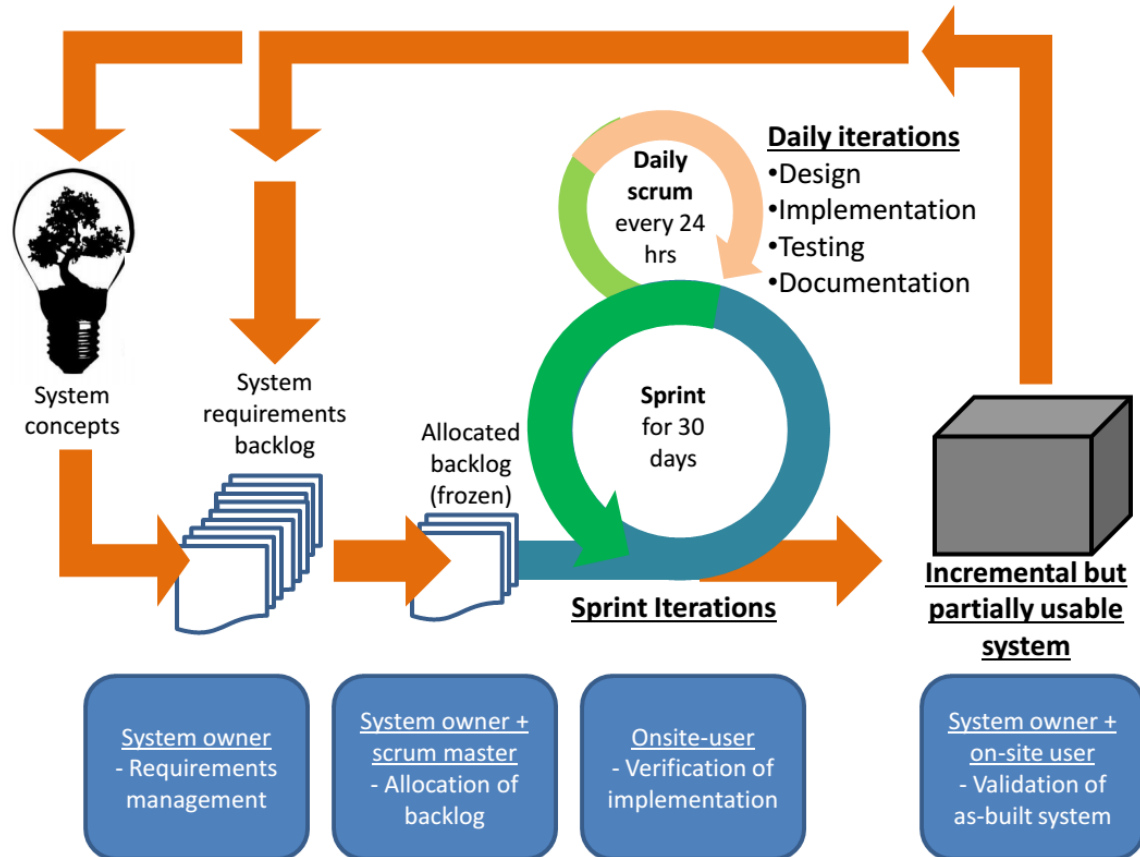 Daily
scrum
every 24
hrs
Daily iterations
•Design
•Implementation
•Testing
•Documentation
System
concepts
System
requirements
backlog
Allocated
backlog
(frozen)
Sprint
for 30
days
Sprint Iterations
Incremental but
partially usable
system
System owner
- Requirements
management
System owner +
scrum master
- Allocation of
backlog
Onsite-user
- Verification of
implementation
System owner +
on-site user
- Validation of
as-built system